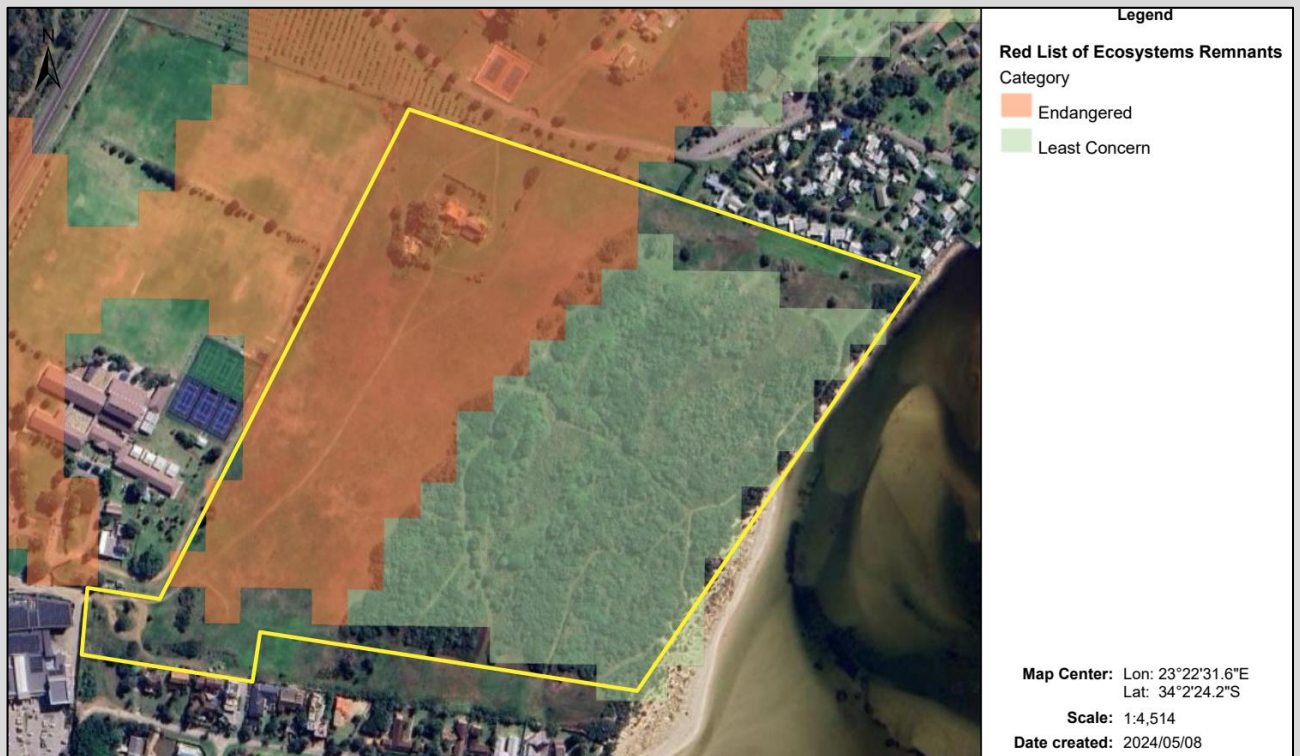 N
Legend
Red List of Ecosystems Remnants
Category
Endangered
Least Concern
Map Center: Lon: 23°22'31.6"E
Lat: 34°2'24.2"S
Scale: 1:4,514
Date created: 2024/05/08